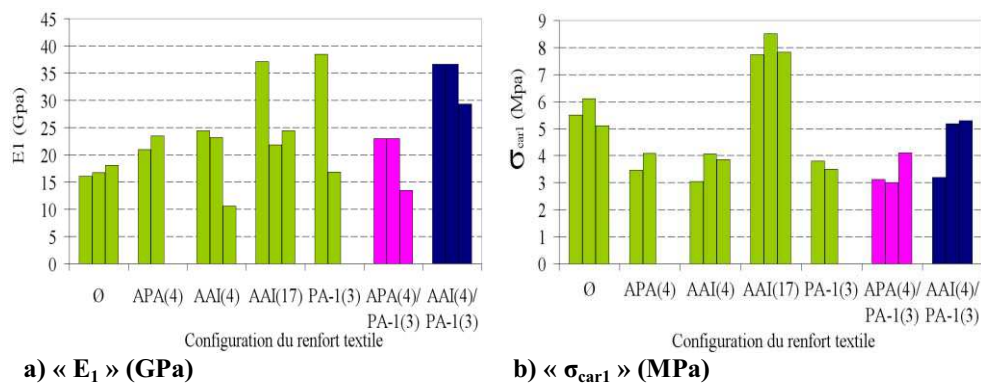 E1 (Gpa)
45
40
35
30
25
20
15
10
5
0
Ø APA(4) AAI(4) AAI(17) PA-1(3) APA(4)/ AAI(4)/
PA-1(3) PA-1(3)
Configuration du renfort textile
a) « E1 » (GPa)
σcar1 (Mpa)
9
8
7
6
5
4
3
2
1
0
Ø APA(4) AAI(4) AAI(17) PA-1(3) APA(4)/ AAI(4)/
PA-1(3) PA-1(3)
Configuration du renfort textile
b) « σcar1 » (MPa)